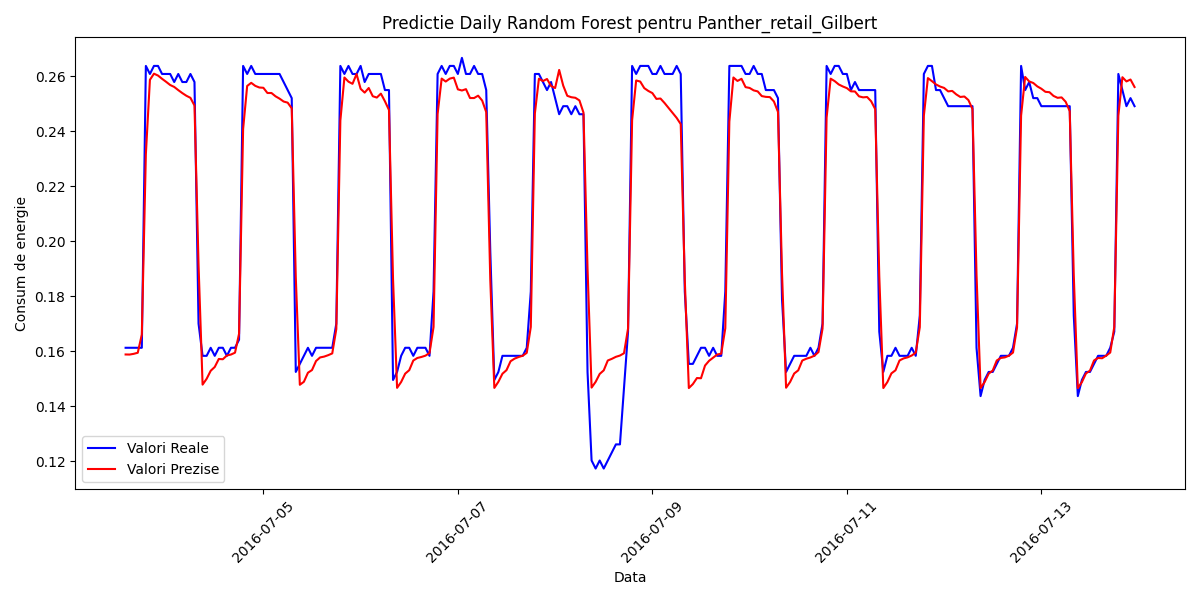 Predictie Daily Random Forest pentru Panther_retail_Gilbert
Consum de energie
0.26
0.24
0.22
0.20
0.18
0.16
0.14
0.12
Valori Reale
Valori Prezise
2016-07-05
2016-07-07
2016-07-09
2016-07-11
2016-07-13
Data